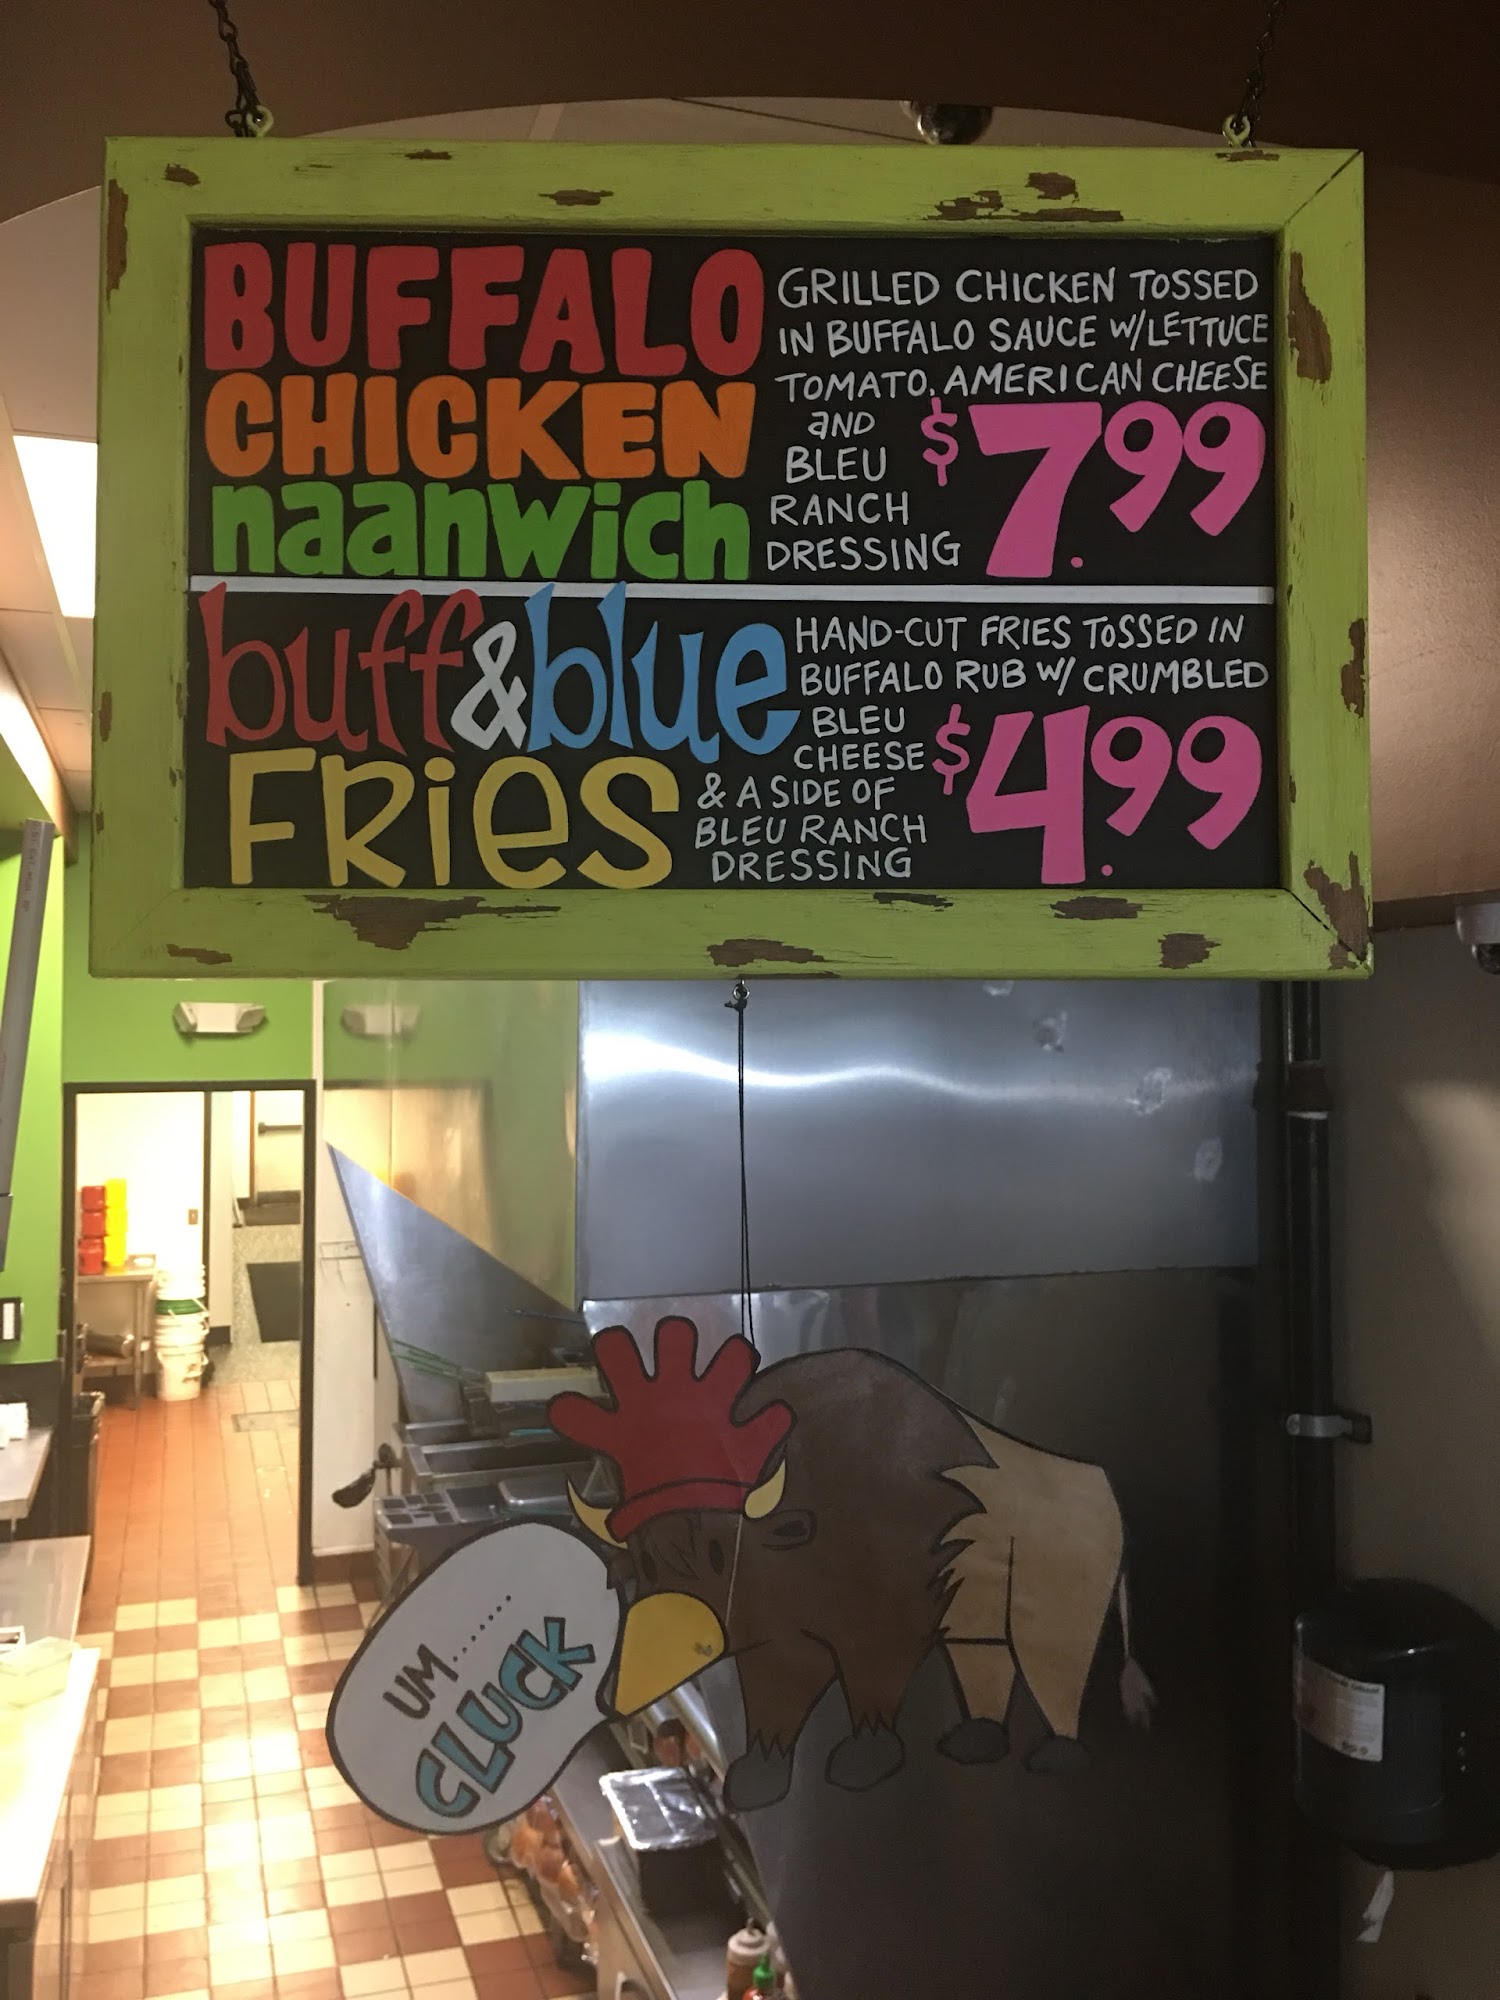 BUFFALO
CHICKEN
naanwich
GRILLED CHICKEN TOSSED
IN BUFFALO SAUCE W/LETTUCE
TOMATO, AMERICAN CHEESE
AND
BLEU
RANCH
DRESSING
$7.99
buff&blue
FRies
HAND-CUT FRIES TOSSED IN
BUFFALO RUB W/ CRUMBLED
BLEU
CHEESE
& A SIDE OF
BLEU RANCH
DRESSING
$4.99
UM........
CLUCK